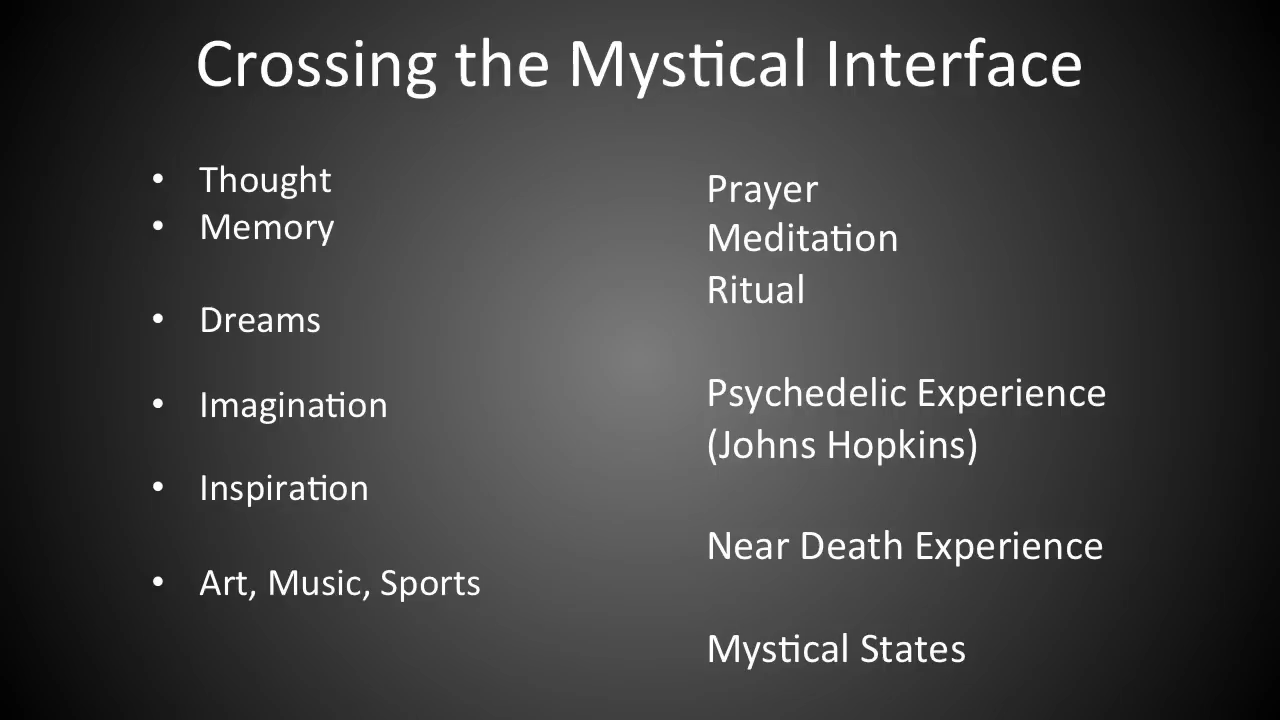 Crossing the Mystical Interface
• Thought
• Memory
• Dreams
• Imagination
• Inspiration
• Art, Music, Sports
Prayer
Meditation
Ritual
Psychedelic Experience
(Johns Hopkins)
Near Death Experience
Mystical States